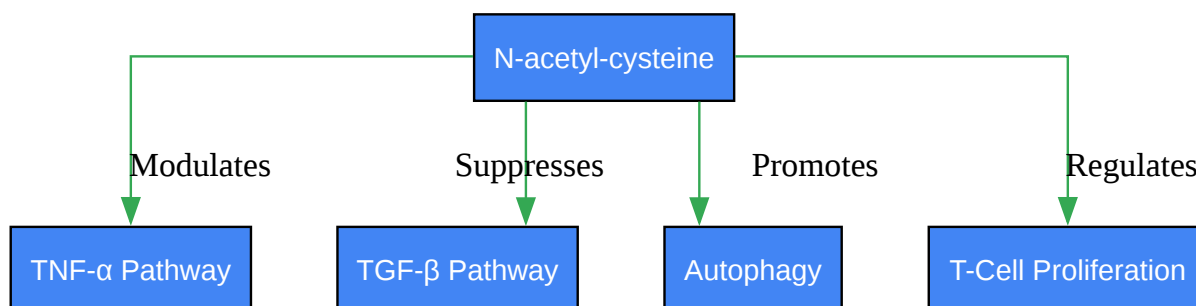 N-acetyl-cysteine
Modulates
Suppresses
Promotes
Regulates
TNF-α Pathway
TGF-β Pathway
Autophagy
T-Cell Proliferation